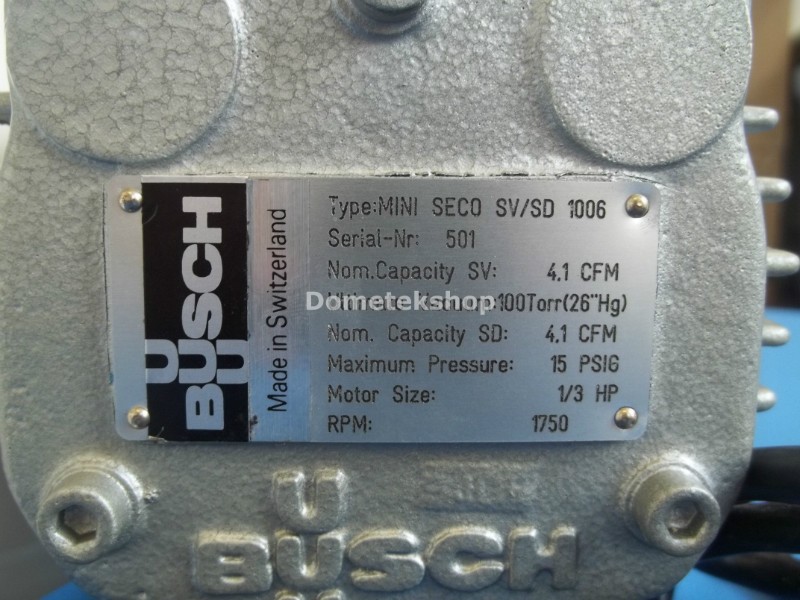 Type:MINI SECO SV/SD 1006
Serial-Nr: 501
Nom.Capacity SV: 4.1 CFM
100Torr(26"Hg)
Dometekshop
Nom. Capacity SD: 4.1 CFM
Maximum Pressure: 15 PSIG
Motor Size: 1/3 HP
RPM: 1750
Made in Switzerland
BUSCH
BUSCH